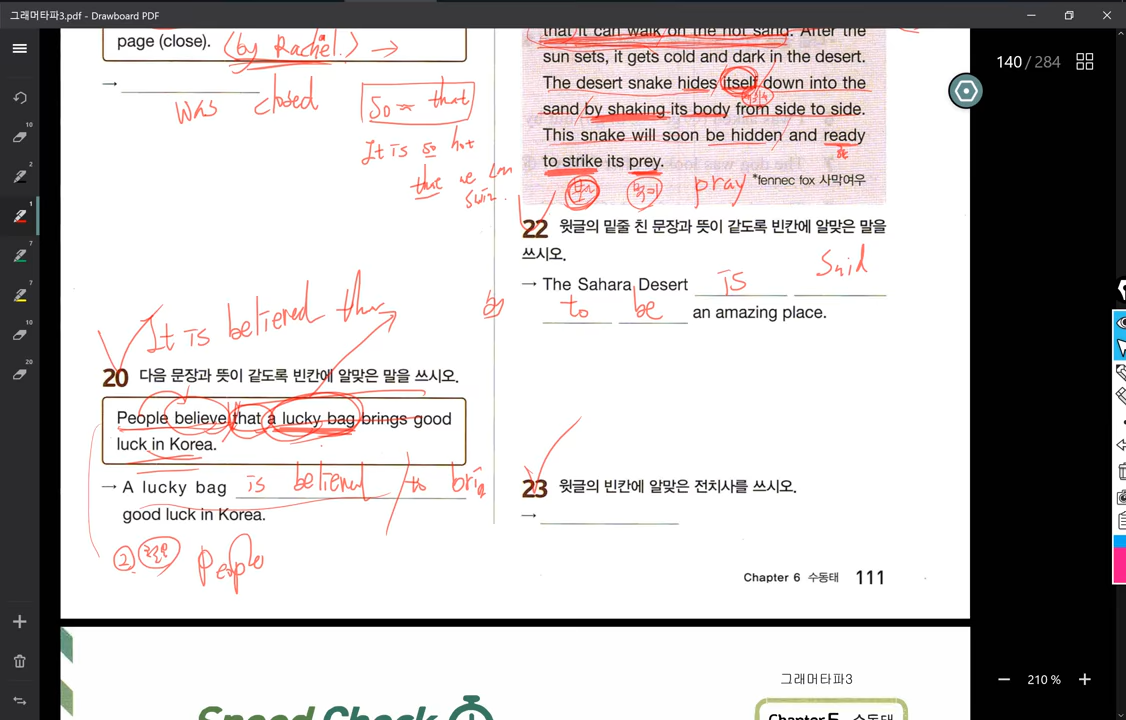 그래머타파3.pdf - Drawboard PDF
page (close). (by Rachel.) →
→
was closed
So ~ that
It is so hot
that we can
swim.
It is believed that
20 다음 문장과 뜻이 같도록 빈칸에 알맞은 말을 쓰시오.
People believe that a lucky bag brings good
luck in Korea.
→ A lucky bag is believed to bring
good luck in Korea.
② People
that it can walk on the hot sand. After the
sun sets, it gets cold and dark in the desert.
The desert snake hides itself down into the
sand by shaking its body from side to side.
This snake will soon be hidden and ready
to strike its prey.
pray
*fennec fox 사막여우
22 윗글의 밑줄 친 문장과 뜻이 같도록 빈칸에 알맞은 말을
쓰시오.
→ The Sahara Desert is said
to be an amazing place.
23 윗글의 빈칸에 알맞은 전치사를 쓰시오.
→
Chapter 6 수동태 111
그래머타파3
Speed Check
Chapter 5 수동태
140 / 284
210 %
10
2
1
7
7
10
20